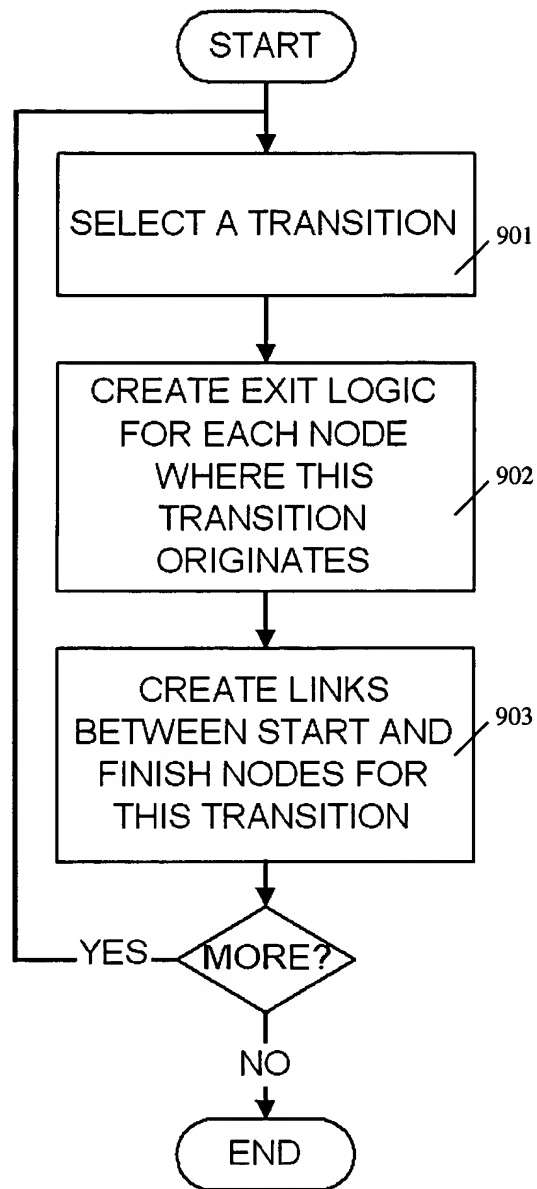 START
SELECT A TRANSITION
901
CREATE EXIT LOGIC
FOR EACH NODE
WHERE THIS
TRANSITION
ORIGINATES
902
CREATE LINKS
BETWEEN START AND
FINISH NODES FOR
THIS TRANSITION
903
YES
MORE?
NO
END